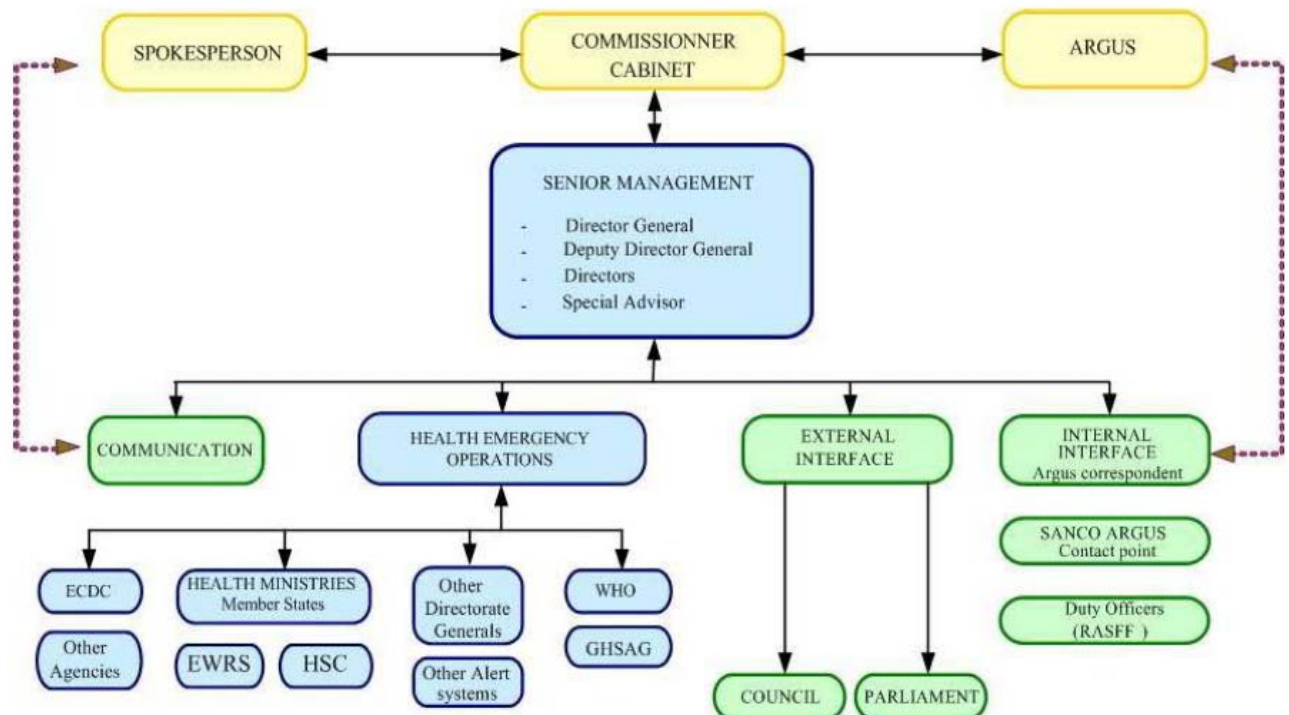 SPOKESPERSON
COMMISSIONNER
CABINET
ARGUS
SENIOR MANAGEMENT
- Director General
- Deputy Director General
- Directors
- Special Advisor
COMMUNICATION
HEALTH EMERGENCY
OPERATIONS
EXTERNAL
INTERFACE
INTERNAL
INTERFACE
Argus correspondent
ECDC
HEALTH MINISTRIES
Member States
Other
Directorate
Generals
WHO
SANCO ARGUS
Contact point
Other
Agencies
EWRS
HSC
Other Alert
systems
GHSAG
Duty Officers
(RASFF )
COUNCIL
PARLIAMENT